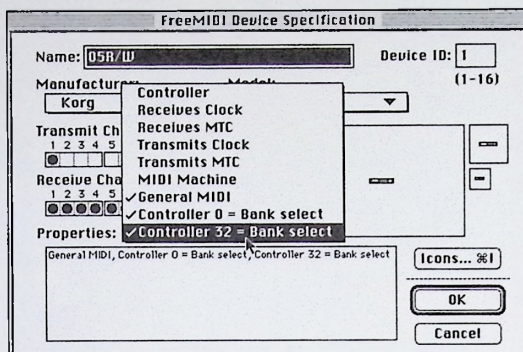 FreeMIDI Device Specification
Name: 05R/W
Device ID: 1
(1-16)
Manufacturer:
Korg
Controller
Receives Clock
Receives MTC
Transmits Clock
Transmits MTC
MIDI Machine
✓General MIDI
✓Controller 0 = Bank select
✓Controller 32 = Bank select
Transmit Ch
1 2 3 4 5
Receive Cha
1 2 3 4 5
Properties:
General MIDI, Controller 0 = Bank select, Controller 32 = Bank select
Icons... ⌘I
OK
Cancel